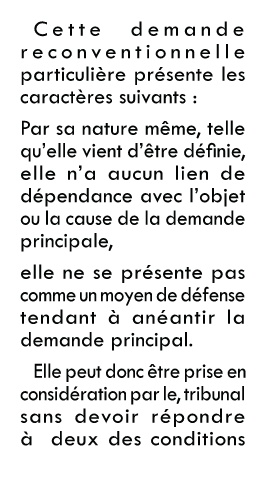 Cette demande
reconventionnelle
particulière présente les
caractères suivants :
Par sa nature même, telle
qu'elle vient d'être définie,
elle n'a aucun lien de
dépendance avec l'objet
ou la cause de la demande
principale,
elle ne se présente pas
comme un moyen de défense
tendant à anéantir la
demande principal.
Elle peut donc être prise en
considération par le, tribunal
sans devoir répondre
à deux des conditions